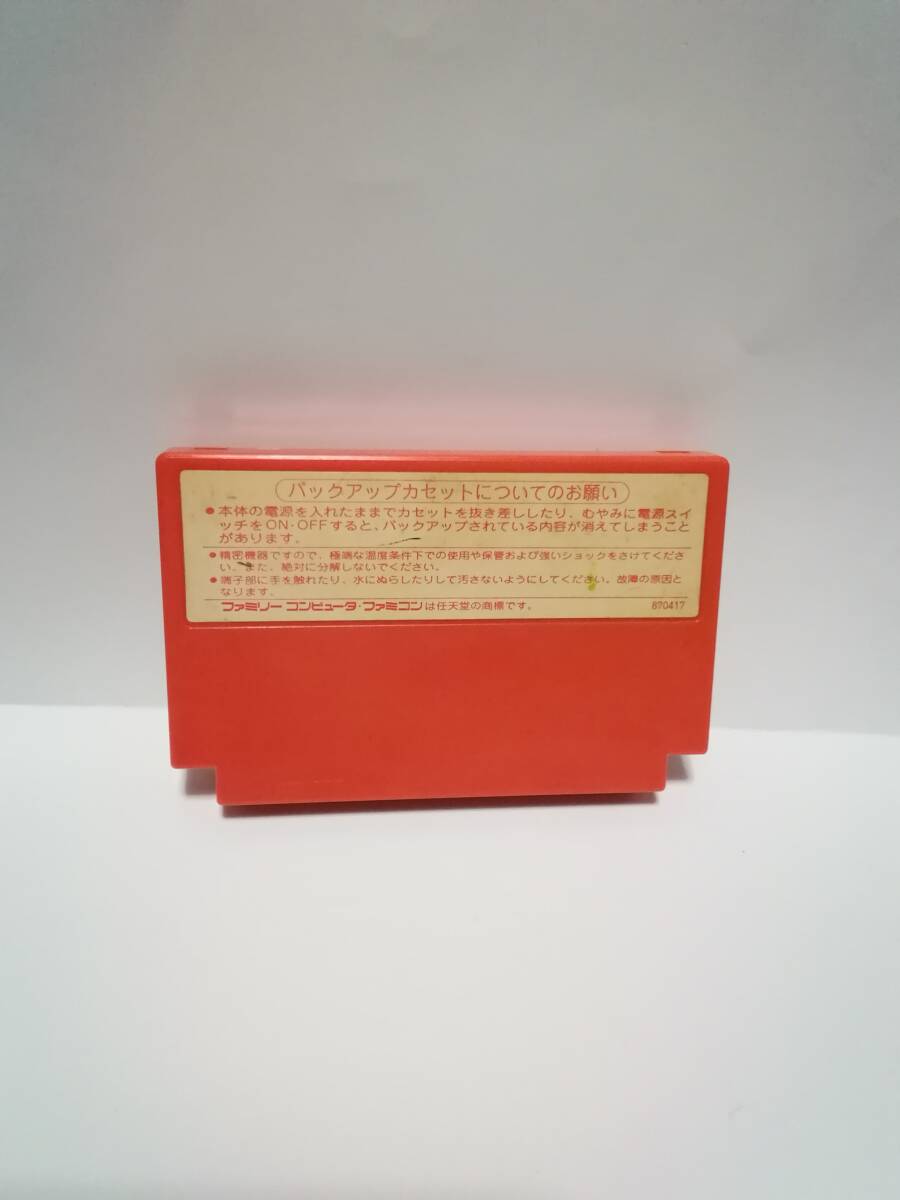 バックアップカセットについてのお願い
●本体の電源を入れたままでカセットを抜き差ししたり、むやみに電源スイ
ッチをON・OFFすると、バックアップされている内容が消えてしまうこと
があります。
●精密機器ですので、極端な温度条件下での使用や保管および強いショックをさけてくださ
い。また、絶対に分解しないでください。
●端子部に手を触れたり、水にぬらしたりして汚さないようにしてください。故障の原因と
なります。
ファミリー コンピュータ・ファミコンは任天堂の商標です。
870417